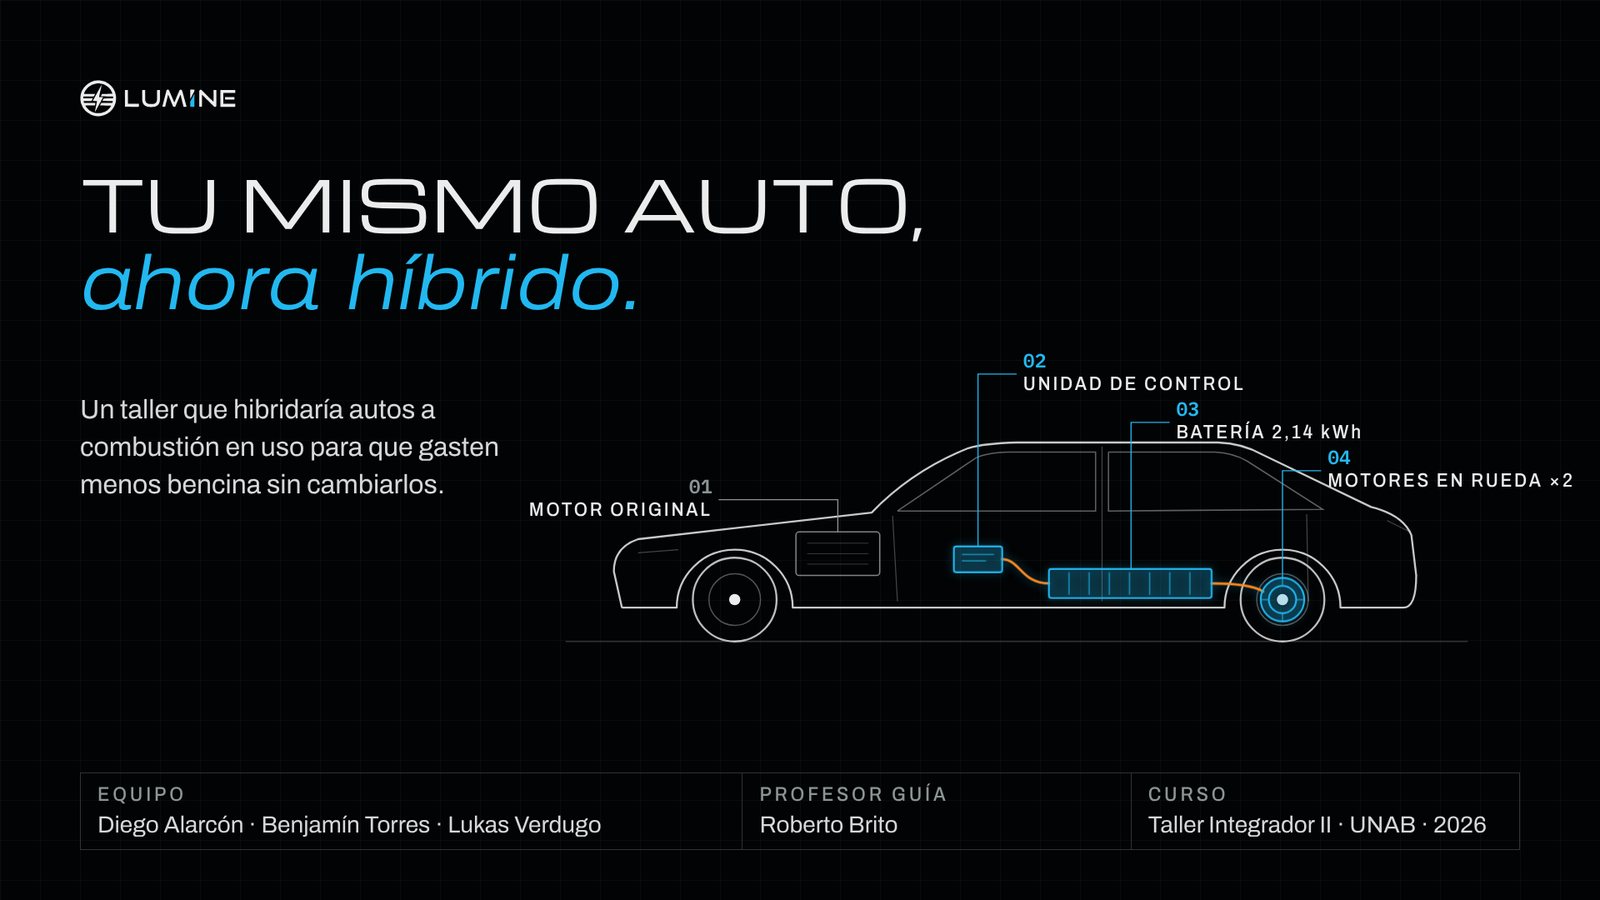 LUMINE
TU MISMO AUTO,
ahora híbrido.
Un taller que hibridaría autos a
combustión en uso para que gasten
menos bencina sin cambiarlos.
01
MOTOR ORIGINAL
02
UNIDAD DE CONTROL
03
BATERÍA 2,14 kWh
04
MOTORES EN RUEDA ×2
EQUIPO
Diego Alarcón · Benjamín Torres · Lukas Verdugo
PROFESOR GUÍA
Roberto Brito
CURSO
Taller Integrador II · UNAB · 2026